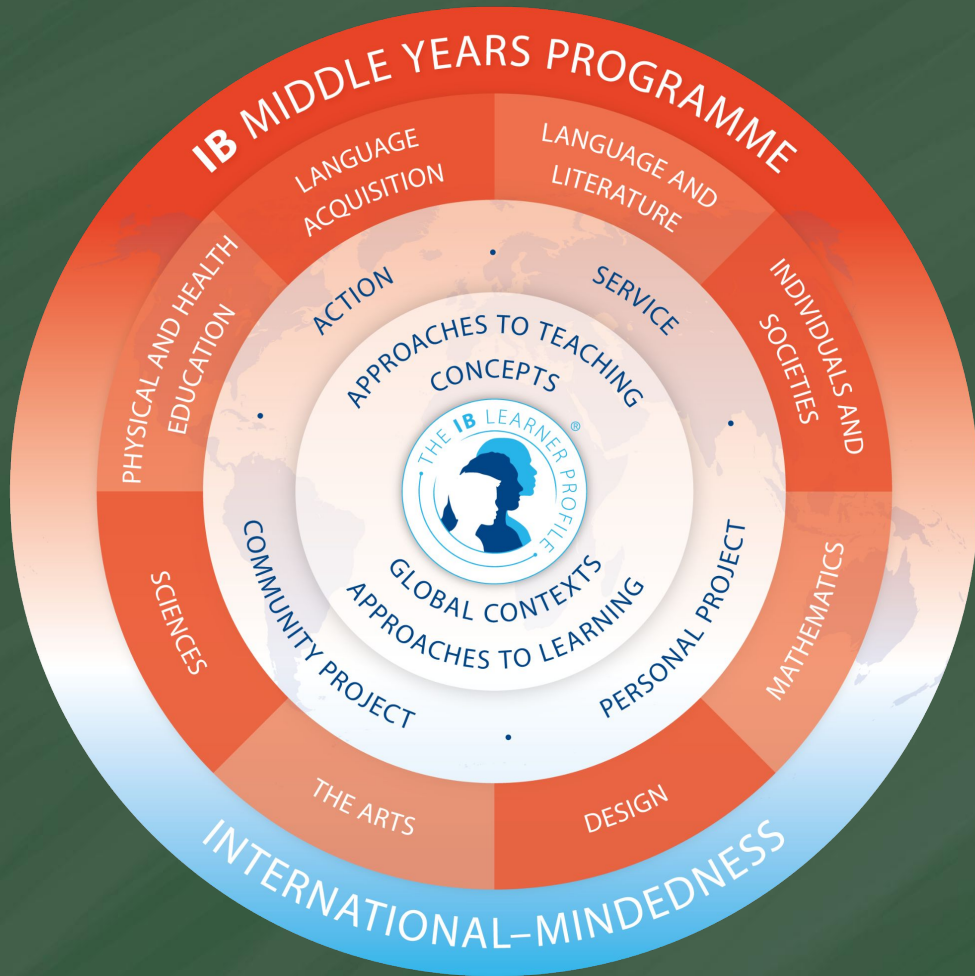 IB MIDDLE YEARS PROGRAMME
LANGUAGE
ACQUISITION
LANGUAGE AND
LITERATURE
INDIVIDUALS AND
SOCIETIES
MATHEMATICS
DESIGN
THE ARTS
SCIENCES
PHYSICAL AND HEALTH
EDUCATION
ACTION
SERVICE
PERSONAL PROJECT
COMMUNITY PROJECT
APPROACHES TO TEACHING
CONCEPTS
THE IB LEARNER PROFILE ®
GLOBAL CONTEXTS
APPROACHES TO LEARNING
INTERNATIONAL–MINDEDNESS